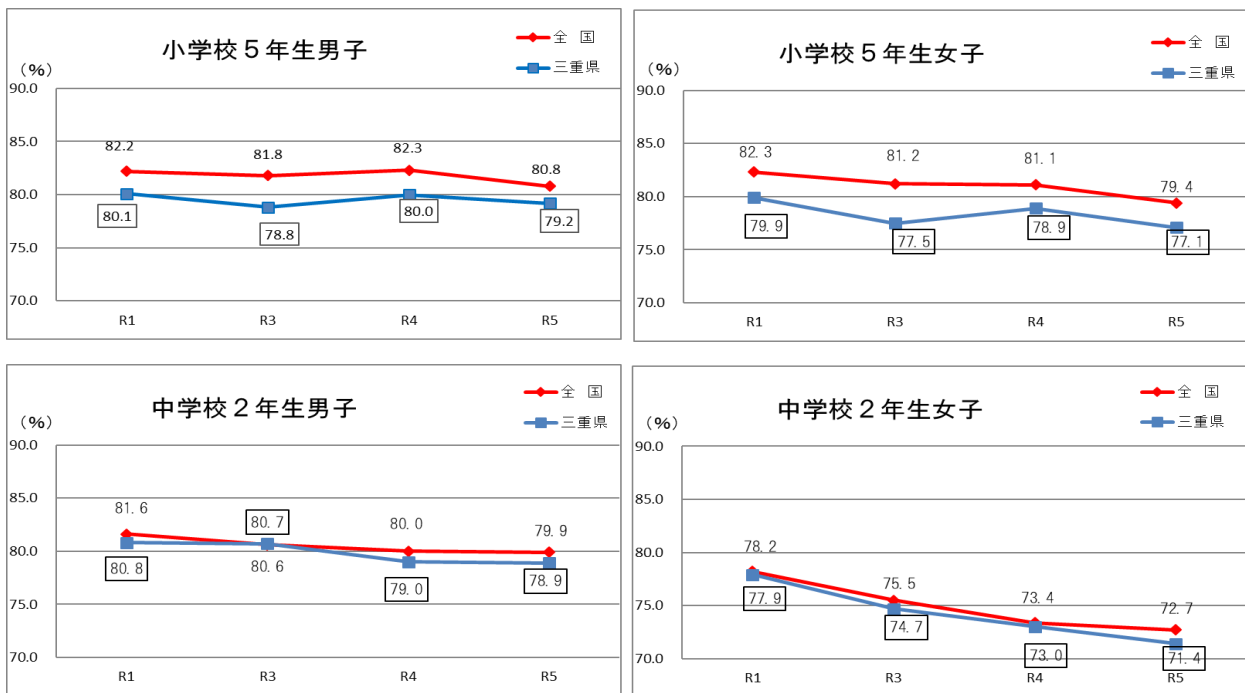 小学校５年生男子
全 国
三重県
（%）
90.0
85.0
80.0
75.0
70.0
82.2
81.8
82.3
80.8
80.1
78.8
80.0
79.2
R1
R3
R4
R5
小学校５年生女子
全 国
三重県
（%）
90.0
85.0
80.0
75.0
70.0
82.3
81.2
81.1
79.4
79.9
77.5
78.9
77.1
R1
R3
R4
R5
中学校２年生男子
全 国
三重県
（%）
90.0
85.0
80.0
75.0
70.0
81.6
80.7
80.0
79.9
80.8
80.6
79.0
78.9
R1
R3
R4
R5
中学校２年生女子
全 国
三重県
（%）
90.0
85.0
80.0
75.0
70.0
78.2
75.5
73.4
72.7
77.9
74.7
73.0
71.4
R1
R3
R4
R5